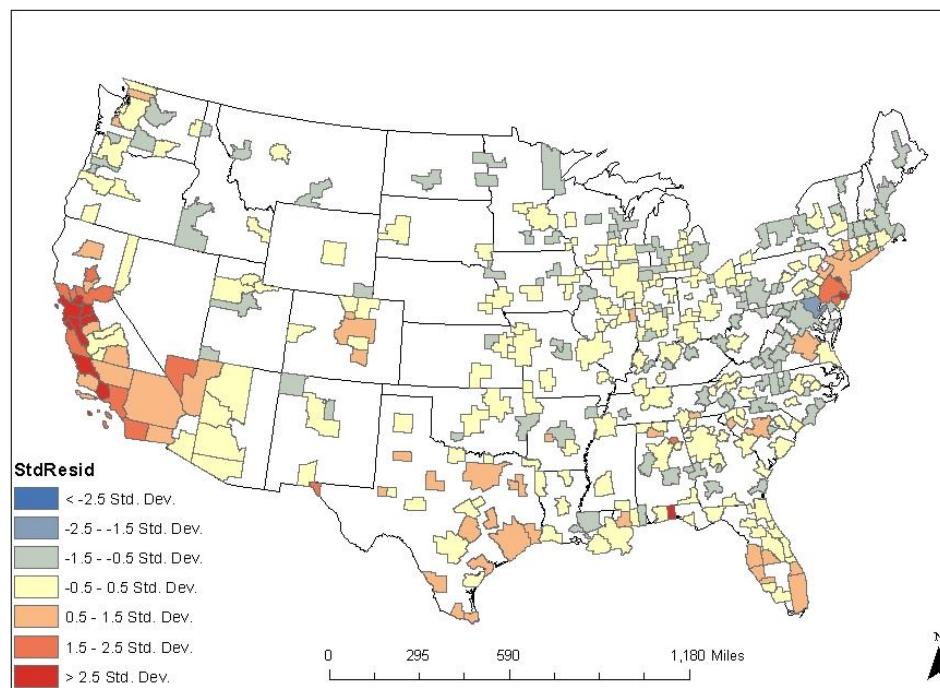 StdResid
< -2.5 Std. Dev.
-2.5 - -1.5 Std. Dev.
-1.5 - -0.5 Std. Dev.
-0.5 - 0.5 Std. Dev.
0.5 - 1.5 Std. Dev.
1.5 - 2.5 Std. Dev.
> 2.5 Std. Dev.
0 295 590 1,180 Miles
N